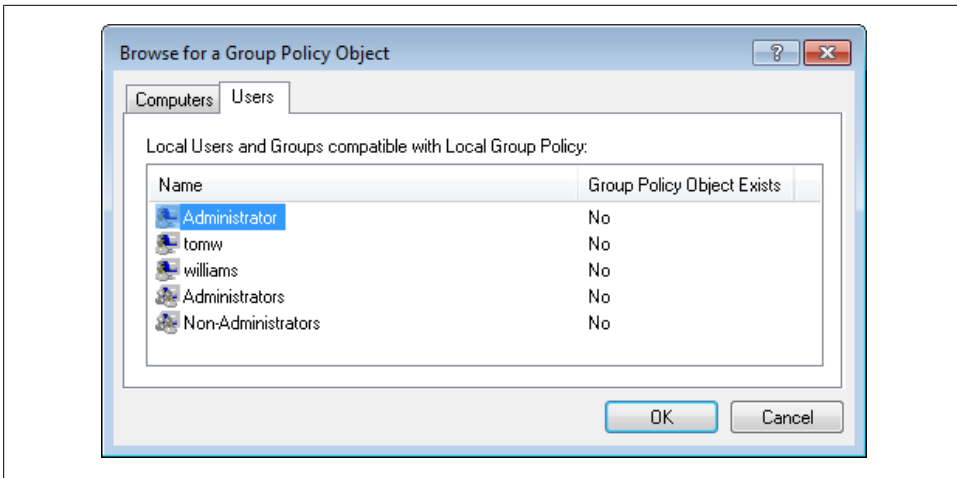 Browse for a Group Policy Object
Computers Users
Local Users and Groups compatible with Local Group Policy:
Name Group Policy Object Exists
Administrator No
tomw No
williams No
Administrators No
Non-Administrators No
OK Cancel